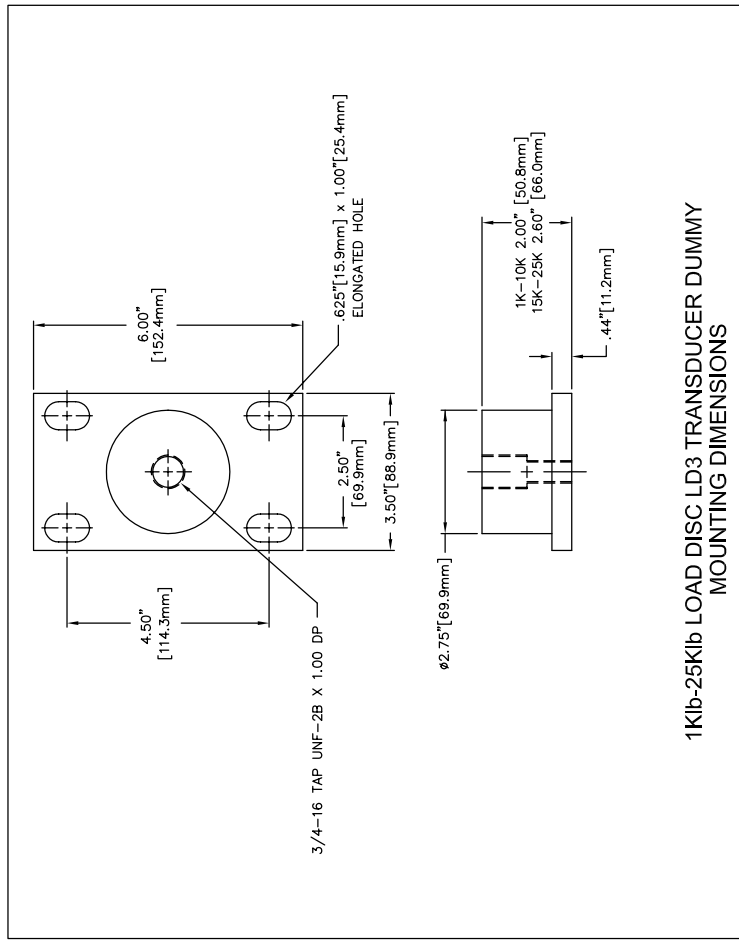 6.00"
[152.4mm]
.625"[15.9mm] x 1.00"[25.4mm]
ELONGATED HOLE
2.50"
[69.9mm]
3.50"[88.9mm]
4.50"
[114.3mm]
3/4-16 TAP UNF-2B X 1.00 DP
1K-10K 2.00" [50.8mm]
15K-25K 2.60" [66.0mm]
.44"[11.2mm]
ø2.75"[69.9mm]
1Klb-25Klb LOAD DISC LD3 TRANSDUCER DUMMY
MOUNTING DIMENSIONS